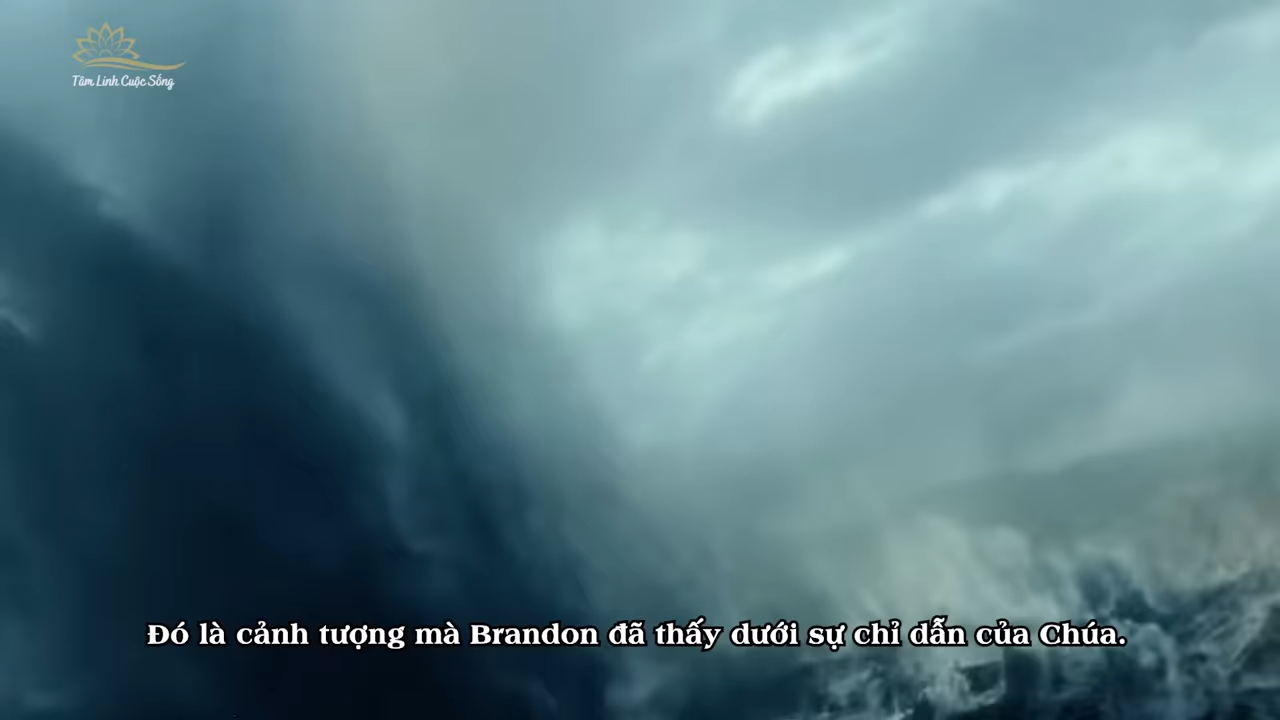 Tâm Linh Cuộc Sống
Đó là cảnh tượng mà Brandon đã thấy dưới sự chỉ dẫn của Chúa.